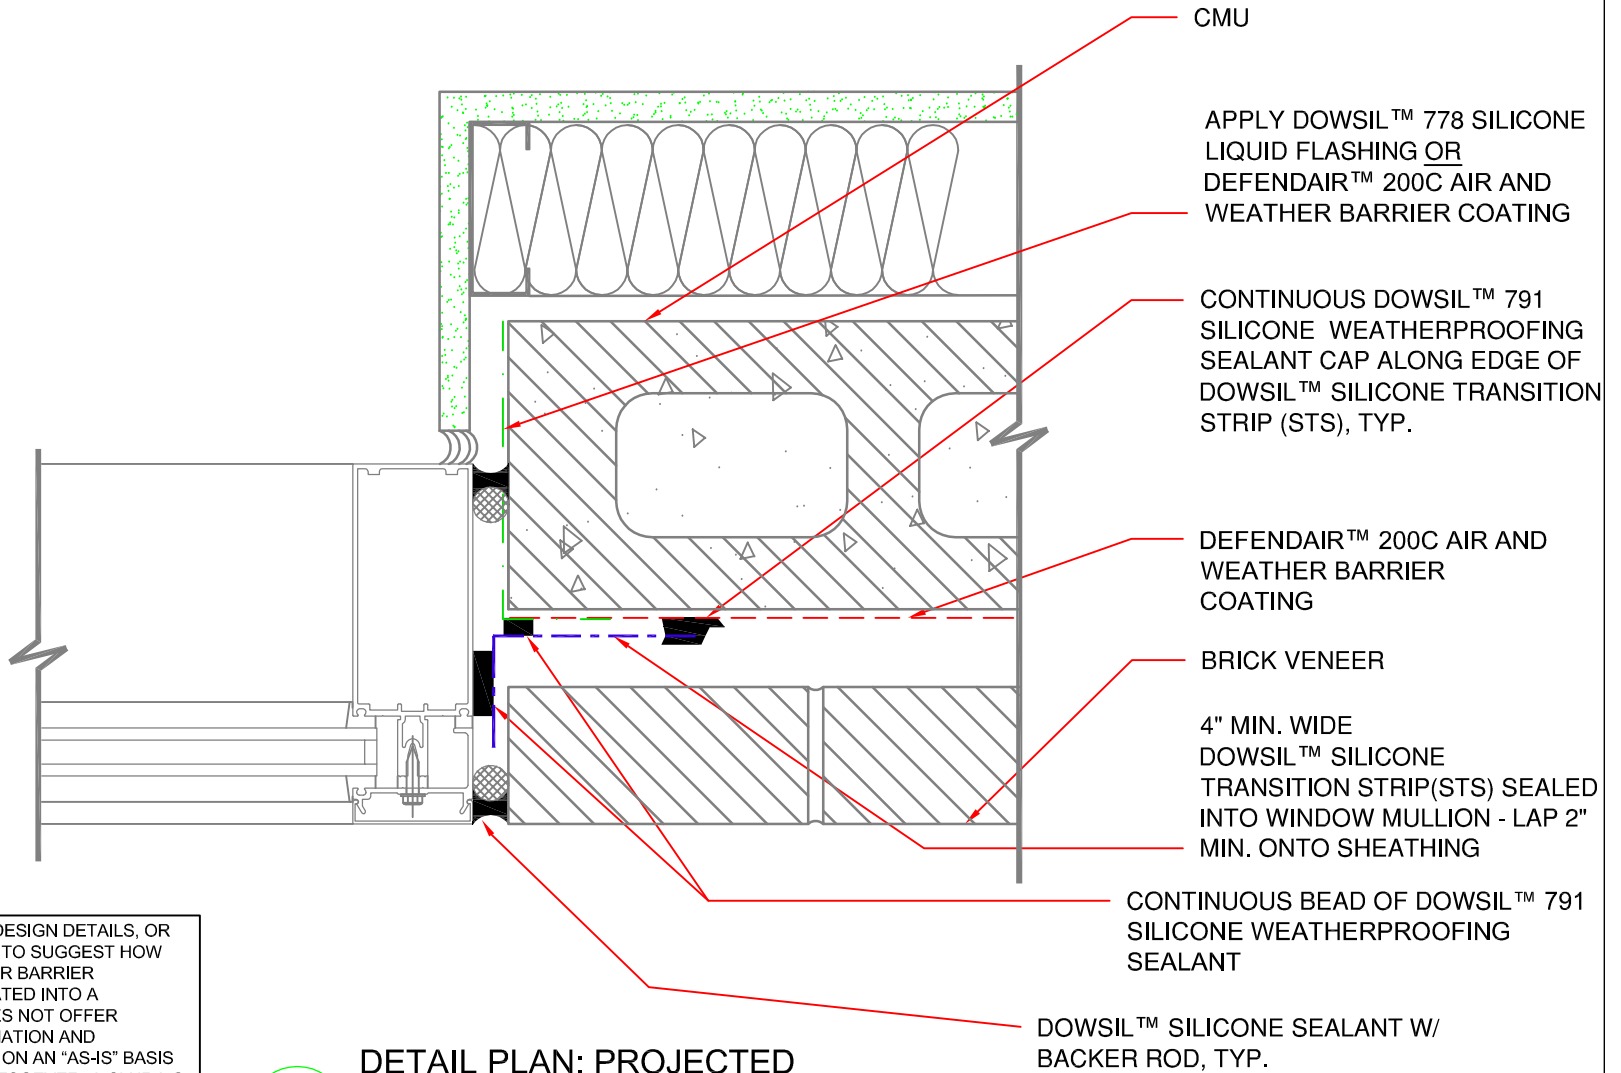 CMU
APPLY DOWSIL™ 778 SILICONE
LIQUID FLASHING OR
DEFENDAIR™ 200C AIR AND
WEATHER BARRIER COATING
CONTINUOUS DOWSIL™ 791
SILICONE WEATHERPROOFING
SEALANT CAP ALONG EDGE OF
DOWSIL™ SILICONE TRANSITION
STRIP (STS), TYP.
DEFENDAIR™ 200C AIR AND
WEATHER BARRIER
COATING
BRICK VENEER
4" MIN. WIDE
DOWSIL™ SILICONE
TRANSITION STRIP(STS) SEALED
INTO WINDOW MULLION - LAP 2"
MIN. ONTO SHEATHING
CONTINUOUS BEAD OF DOWSIL™ 791
SILICONE WEATHERPROOFING
SEALANT
DOWSIL™ SILICONE SEALANT W/
BACKER ROD, TYP.
DESIGN DETAILS, OR
TO SUGGEST HOW
R BARRIER
ATED INTO A
ES NOT OFFER
MATION AND
ON AN “AS-IS” BASIS
DETAIL PLAN: PROJECTED